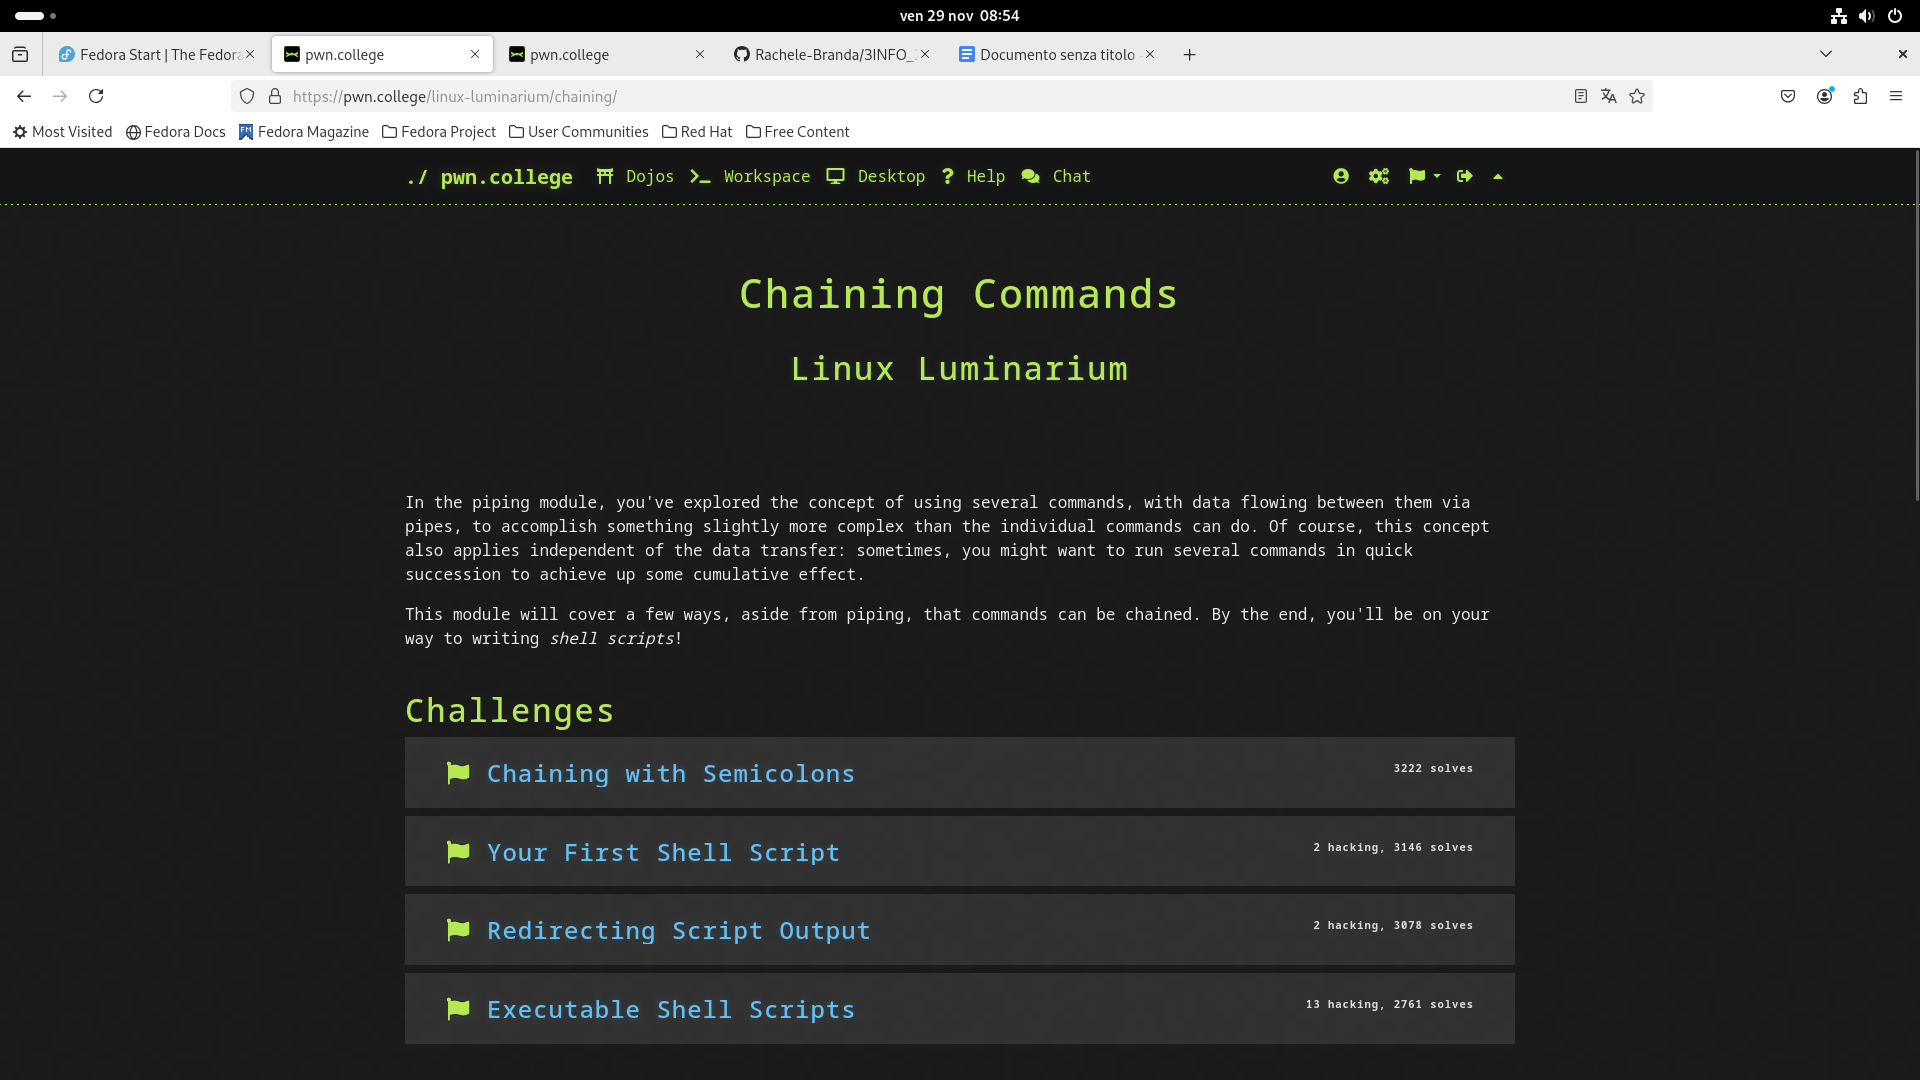 ven 29 nov 08:54
Fedora Start | The Fedora
pwn.college
pwn.college
Rachele-Branda/3INFO_
Documento senza titolo
https://pwn.college/linux-luminarium/chaining/
Most Visited
Fedora Docs
Fedora Magazine
Fedora Project
User Communities
Red Hat
Free Content
./ pwn.college
Dojos
Workspace
Desktop
Help
Chat
Chaining Commands
Linux Luminarium
In the piping module, you've explored the concept of using several commands, with data flowing between them via
pipes, to accomplish something slightly more complex than the individual commands can do. Of course, this concept
also applies independent of the data transfer: sometimes, you might want to run several commands in quick
succession to achieve up some cumulative effect.
This module will cover a few ways, aside from piping, that commands can be chained. By the end, you'll be on your
way to writing shell scripts!
Challenges
Chaining with Semicolons
3222 solves
Your First Shell Script
2 hacking, 3146 solves
Redirecting Script Output
2 hacking, 3078 solves
Executable Shell Scripts
13 hacking, 2761 solves